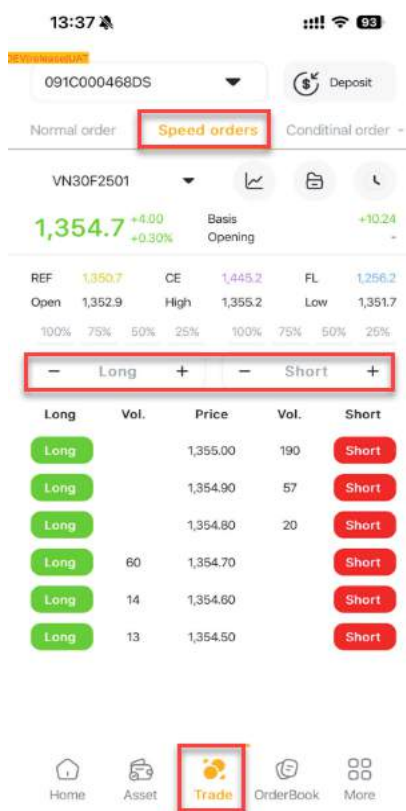 13:37 93
DEV(release)UAT
091C000468DS Deposit
Normal order Speed orders Conditinal order -
VN30F2501
1,354.7 +4.00 Basis +10.24
+0.30% Opening -
REF 1,350.7 CE 1,445.2 FL 1,256.2
Open 1,352.9 High 1,355.2 Low 1,351.7
100% 75% 50% 25% 100% 75% 50% 25%
− Long + − Short +
Long Vol. Price Vol. Short
Long 1,355.00 190 Short
Long 1,354.90 57 Short
Long 1,354.80 20 Short
Long 60 1,354.70 Short
Long 14 1,354.60 Short
Long 13 1,354.50 Short
Home Asset Trade OrderBook More